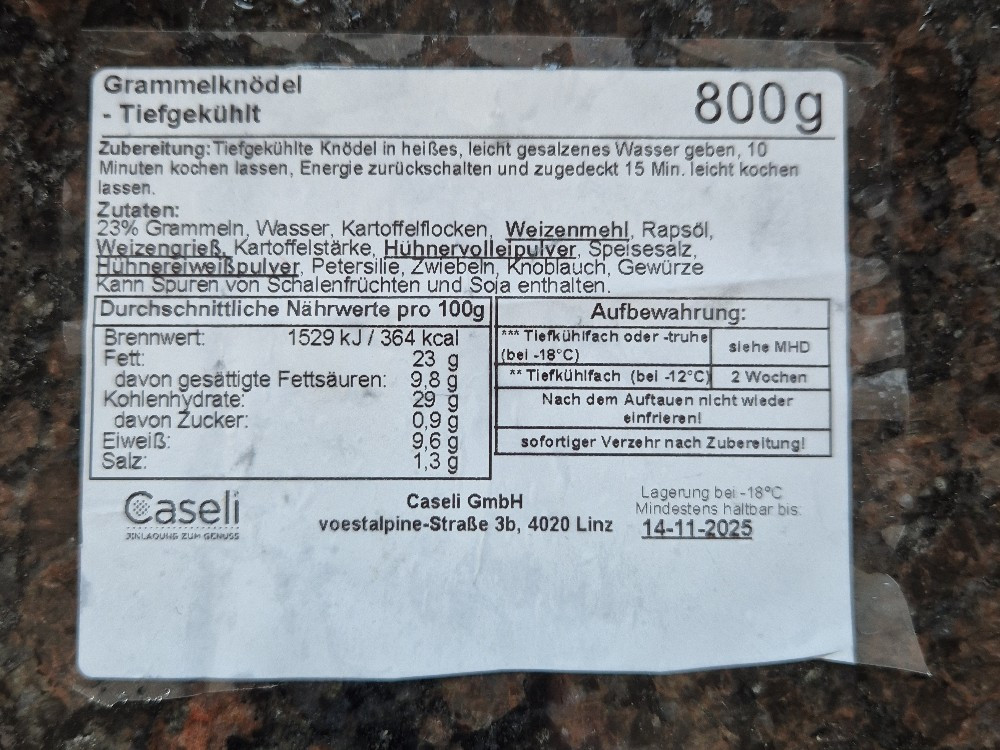 Grammelknödel
- Tiefgekühlt
800g
Zubereitung: Tiefgekühlte Knödel in heißes, leicht gesalzenes Wasser geben, 10
Minuten kochen lassen, Energie zurückschalten und zugedeckt 15 Min. leicht kochen
lassen.
Zutaten:
23% Grammeln, Wasser, Kartoffelflocken, Weizenmehl, Rapsöl,
Weizengrieß, Kartoffelstärke, Hühnervolleipulver, Speisesalz,
Hühnereiweißpulver, Petersilie, Zwiebeln, Knoblauch, Gewürze
Kann Spuren von Schalenfrüchten und Soja enthalten.
Durchschnittliche Nährwerte pro 100g
Brennwert: 1529 kJ / 364 kcal
Fett: 23 g
davon gesättigte Fettsäuren: 9,8 g
Kohlenhydrate: 29 g
davon Zucker: 0,9 g
Eiweiß: 9,6 g
Salz: 1,3 g
Aufbewahrung:
*** Tiefkühlfach oder -truhe
(bei -18°C)
siehe MHD
** Tiefkühlfach (bei -12°C) 2 Wochen
Nach dem Auftauen nicht wieder
einfrieren!
sofortiger Verzehr nach Zubereitung!
Caseli
EINLADUNG ZUM GENUSS
Caseli GmbH
voestalpine-Straße 3b, 4020 Linz
Lagerung bei -18°C
Mindestens haltbar bis:
14-11-2025